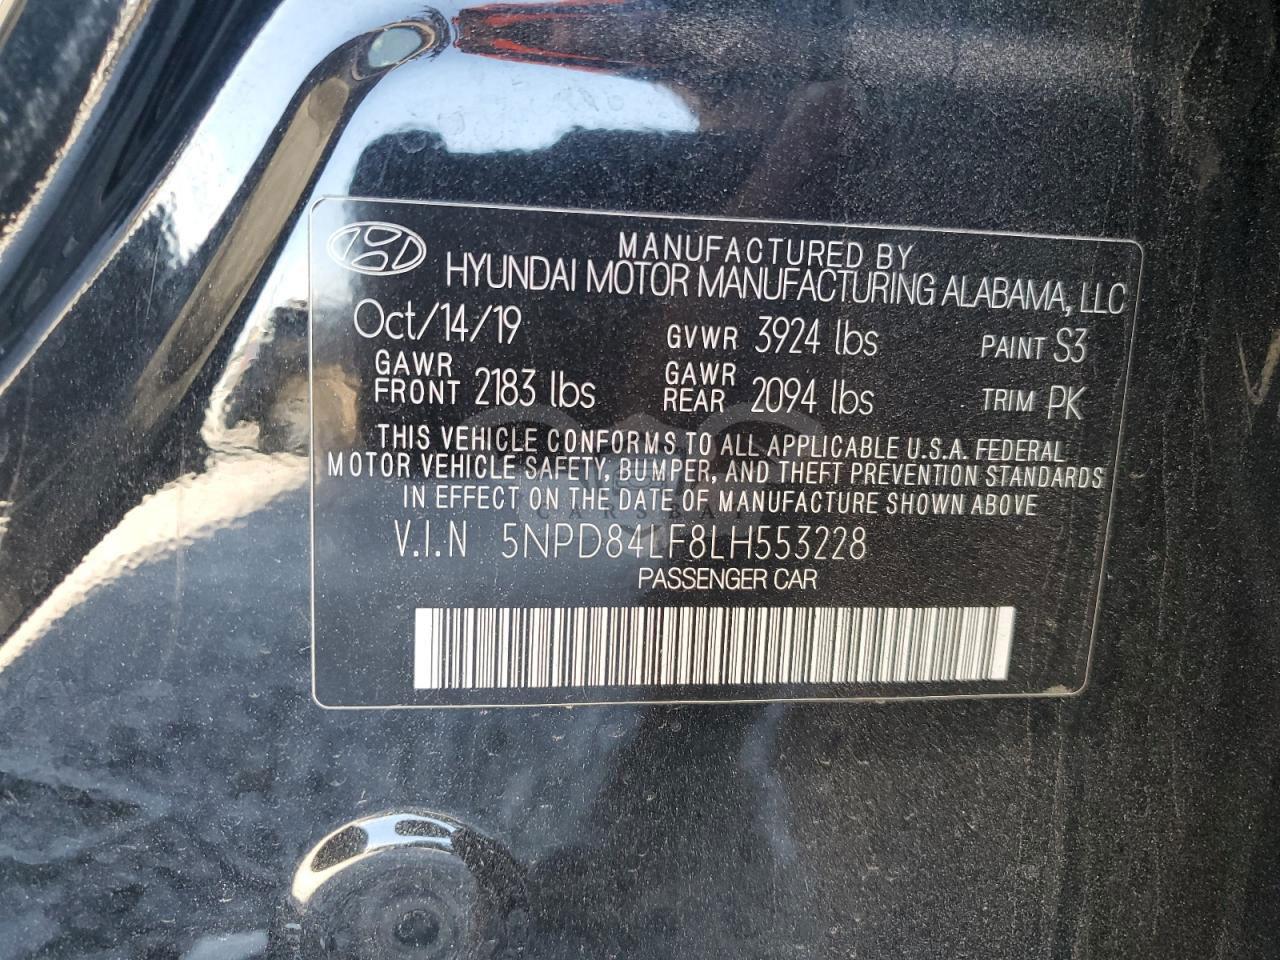 MANUFACTURED BY
HYUNDAI MOTOR MANUFACTURING ALABAMA, LLC
Oct/14/19 GVWR 3924 lbs PAINT S3
GAWR FRONT 2183 lbs GAWR REAR 2094 lbs TRIM PK
THIS VEHICLE CONFORMS TO ALL APPLICABLE U.S.A. FEDERAL
MOTOR VEHICLE SAFETY, BUMPER, AND THEFT PREVENTION STANDARDS
IN EFFECT ON THE DATE OF MANUFACTURE SHOWN ABOVE
CARSBAT
V.I.N 5NPD84LF8LH553228
PASSENGER CAR